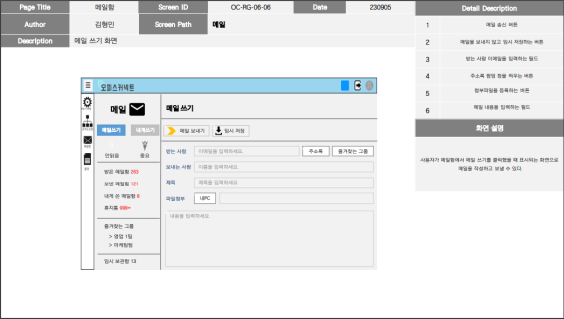 Page Title 메일함 Screen ID OC-RG-06-06 Date 230905
Author 김형민 Screen Path 메일
Description 메일 쓰기 화면
Detail Description
1 메일 송신 버튼
2 메일을 보내지 않고 임시 저장하는 버튼
3 받는 사람 이메일을 입력하는 필드
4 주소록 팝업 창을 띄우는 버튼
5 첨부파일을 등록하는 버튼
6 메일 내용을 입력하는 필드
화면 설명
사용자가 메일함에서 메일 쓰기를 클릭했을 때 표시되는 화면으로
메일을 작성하고 보낼 수 있다.
오피스커넥트
메일
메일쓰기 내게쓰기
안읽음 중요
받은 메일함 253
보낸 메일함 121
내게 쓴 메일함 6
휴지통 999+
즐겨찾는 그룹
> 영업 1팀
> 마케팅팀
임시 보관함 13
메일쓰기
메일 보내기 임시 저장
받는 사람 이메일을 입력하세요. 주소록 즐겨찾는 그룹
보내는 사람 이름을 입력하세요.
제목 제목을 입력하세요.
파일첨부 내PC
내용을 입력하세요.